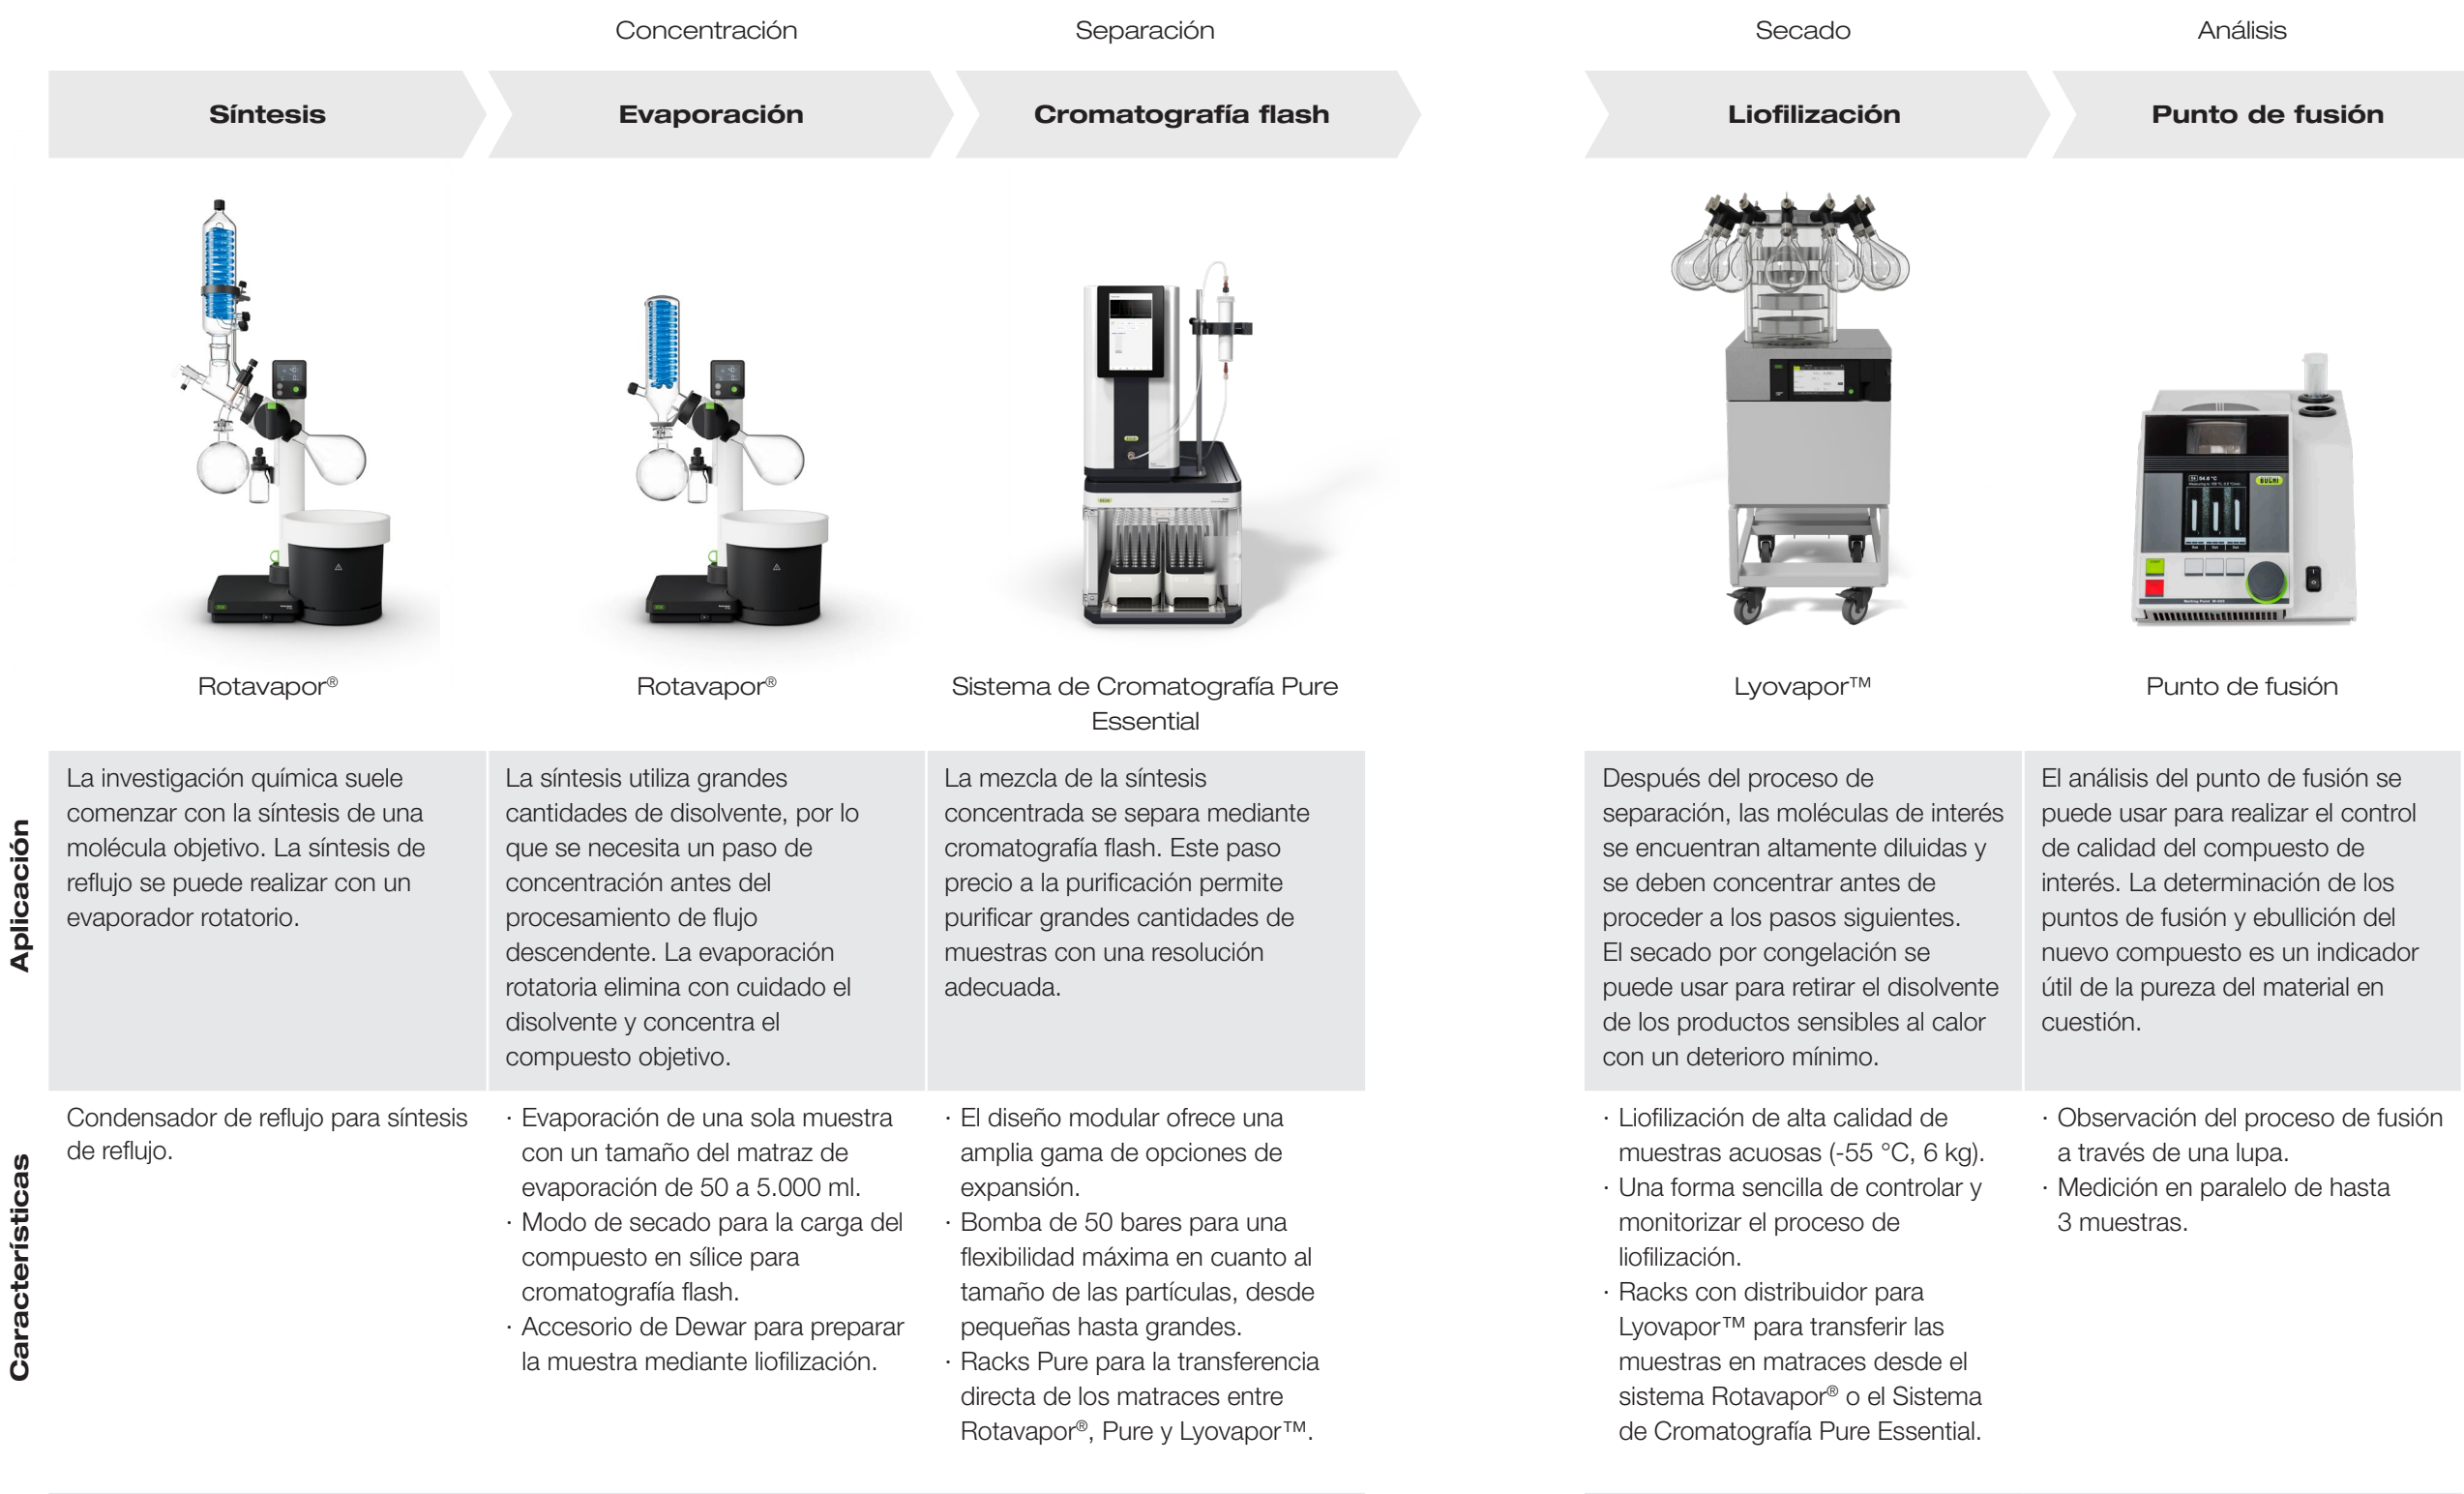 Concentración
Separación
Secado
Análisis
Síntesis
Evaporación
Cromatografía flash
Liofilización
Punto de fusión
BUCHI
BUCHI
Rotavapor®
Rotavapor®
Sistema de Cromatografía Pure
Essential
Lyovapor™
Punto de fusión
Aplicación
La investigación química suele
comenzar con la síntesis de una
molécula objetivo. La síntesis de
reflujo se puede realizar con un
evaporador rotatorio.
La síntesis utiliza grandes
cantidades de disolvente, por lo
que se necesita un paso de
concentración antes del
procesamiento de flujo
descendente. La evaporación
rotatoria elimina con cuidado el
disolvente y concentra el
compuesto objetivo.
La mezcla de la síntesis
concentrada se separa mediante
cromatografía flash. Este paso
precio a la purificación permite
purificar grandes cantidades de
muestras con una resolución
adecuada.
Después del proceso de
separación, las moléculas de interés
se encuentran altamente diluidas y
se deben concentrar antes de
proceder a los pasos siguientes.
El secado por congelación se
puede usar para retirar el disolvente
de los productos sensibles al calor
con un deterioro mínimo.
El análisis del punto de fusión se
puede usar para realizar el control
de calidad del compuesto de
interés. La determinación de los
puntos de fusión y ebullición del
nuevo compuesto es un indicador
útil de la pureza del material en
cuestión.
Características
Condensador de reflujo para síntesis
de reflujo.
· Evaporación de una sola muestra
con un tamaño del matraz de
evaporación de 50 a 5.000 ml.
· Modo de secado para la carga del
compuesto en sílice para
cromatografía flash.
· Accesorio de Dewar para preparar
la muestra mediante liofilización.
· El diseño modular ofrece una
amplia gama de opciones de
expansión.
· Bomba de 50 bares para una
flexibilidad máxima en cuanto al
tamaño de las partículas, desde
pequeñas hasta grandes.
· Racks Pure para la transferencia
directa de los matraces entre
Rotavapor®, Pure y Lyovapor™.
· Liofilización de alta calidad de
muestras acuosas (-55 °C, 6 kg).
· Una forma sencilla de controlar y
monitorizar el proceso de
liofilización.
· Racks con distribuidor para
Lyovapor™ para transferir las
muestras en matraces desde el
sistema Rotavapor® o el Sistema
de Cromatografía Pure Essential.
· Observación del proceso de fusión
a través de una lupa.
· Medición en paralelo de hasta
3 muestras.